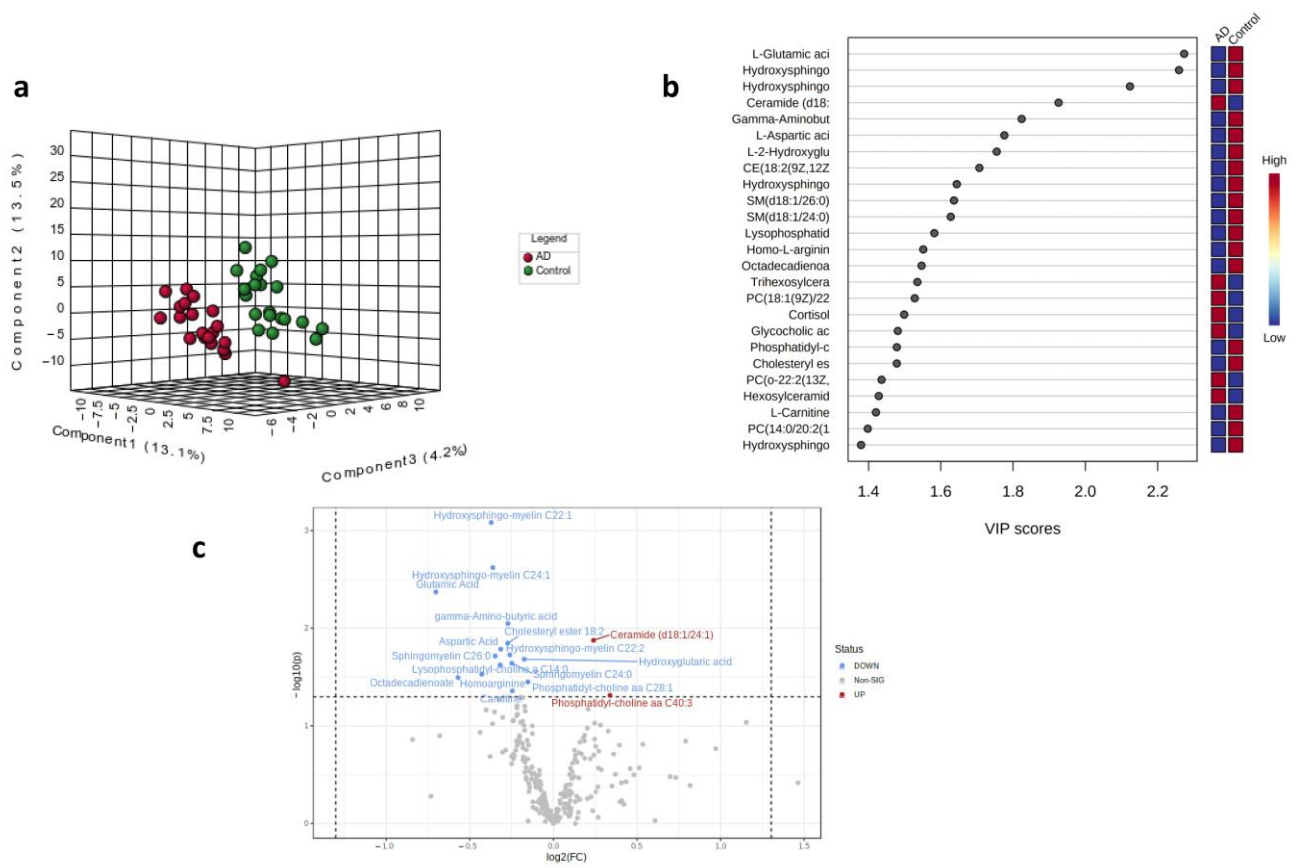 a
30
25
20
15
10
5
0
−5
−10
Component2 (13.5%)
−10
−7.5
−5
−2.5
0
2.5
5
7.5
10
Component1 (13.1%)
−6
−4
−2
0
2
4
6
8
10
Component3 (4.2%)
Legend
AD
Control
b
AD
Control
L-Glutamic aci
Hydroxysphingo
Hydroxysphingo
Ceramide (d18:
Gamma-Aminobut
L-Aspartic aci
L-2-Hydroxyglu
CE(18:2(9Z,12Z
Hydroxysphingo
SM(d18:1/26:0)
SM(d18:1/24:0)
Lysophosphatid
Homo-L-arginin
Octadecadienoa
Trihexosylcera
PC(18:1(9Z)/22
Cortisol
Glycocholic ac
Phosphatidyl-c
Cholesteryl es
PC(o-22:2(13Z,
Hexosylceramid
L-Carnitine
PC(14:0/20:2(1
Hydroxysphingo
1.4 1.6 1.8 2.0 2.2
VIP scores
High
Low
c
Hydroxysphingo-myelin C22:1
Hydroxysphingo-myelin C24:1
Glutamic Acid
gamma-Amino-butyric acid
Cholesteryl ester 18:2
Ceramide (d18:1/24:1)
Aspartic Acid
Hydroxysphingo-myelin C22:2
Sphingomyelin C26:0
Hydroxyglutaric acid
Lysophosphatidyl-choline a C14:0
Sphingomyelin C24:0
Octadecadienoate
Homoarginine
Phosphatidyl-choline aa C28:1
Carnitine
Phosphatidyl-choline aa C40:3
3
2
1
0
−log10(p)
−1.0 −0.5 0.0 0.5 1.0 1.5
log2(FC)
Status
DOWN
Non-SIG
UP